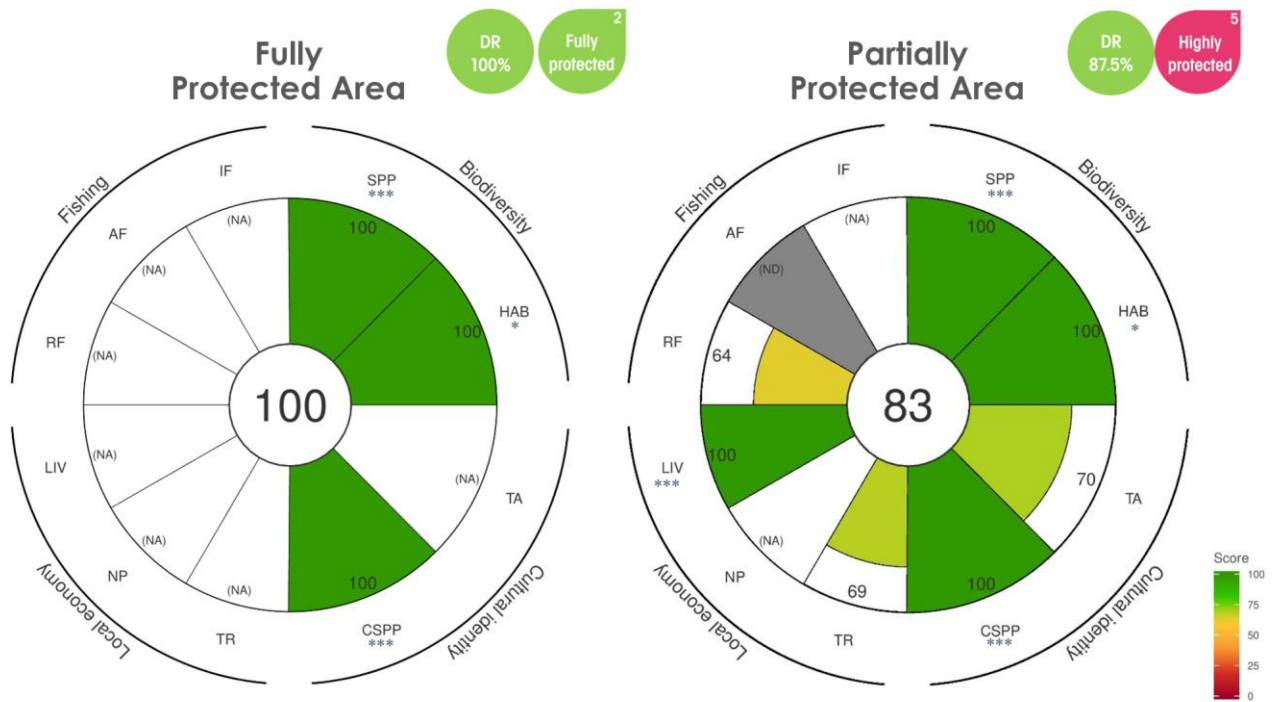 Fully
Protected Area
DR
100%
2
Fully
protected
Fishing
Biodiversity
Cultural identity
Local economy
IF
(NA)
SPP
***
100
HAB
*
100
TA
(NA)
CSPP
***
100
TR
(NA)
NP
(NA)
LIV
(NA)
RF
(NA)
AF
(NA)
100
Partially
Protected Area
DR
87.5%
5
Highly
protected
Fishing
Biodiversity
Cultural identity
Local economy
IF
(NA)
SPP
***
100
HAB
*
100
TA
70
CSPP
***
100
TR
69
NP
(NA)
LIV
***
100
RF
64
AF
(ND)
83
Score
100
75
50
25
0